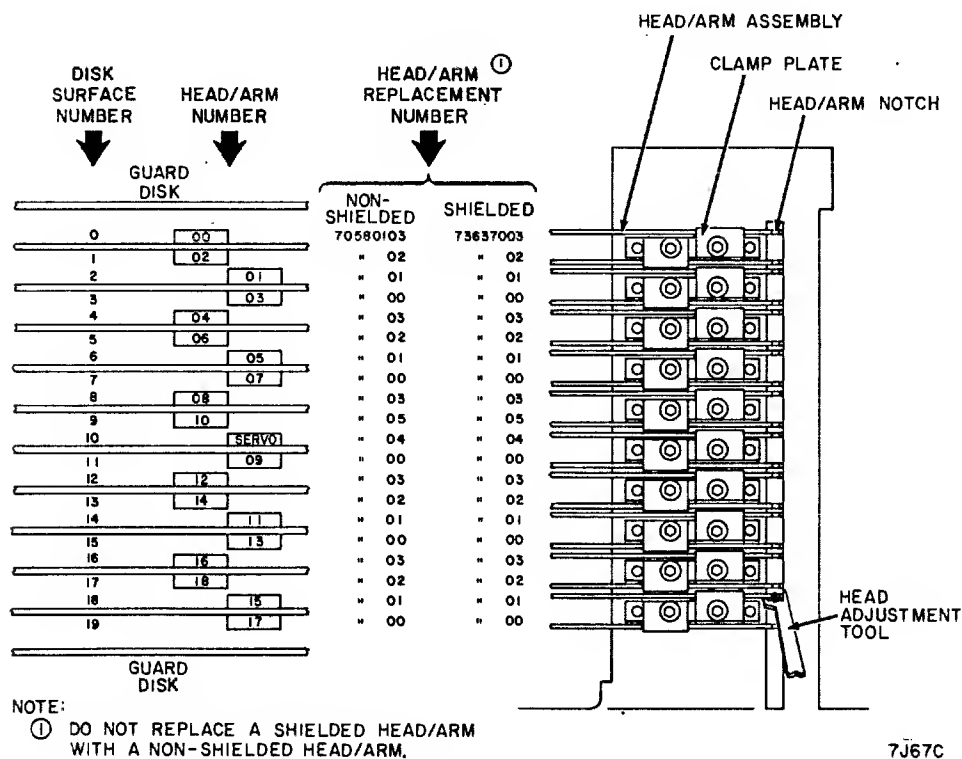 HEAD/ARM ASSEMBLY
CLAMP PLATE
HEAD/ARM NOTCH
DISK
SURFACE
NUMBER
HEAD/ARM
NUMBER
HEAD/ARM ①
REPLACEMENT
NUMBER
GUARD
DISK
NON-
SHIELDED SHIELDED
0 00 70580103 73637003
1 02 " 02 " 02
2 01 " 01 " 01
3 03 " 00 " 00
4 04 " 03 " 03
5 06 " 02 " 02
6 05 " 01 " 01
7 07 " 00 " 00
8 08 " 03 " 03
9 10 " 05 " 05
10 SERVO " 04 " 04
11 09 " 00 " 00
12 12 " 03 " 03
13 14 " 02 " 02
14 11 " 01 " 01
15 13 " 00 " 00
16 16 " 03 " 03
17 18 " 02 " 02
18 15 " 01 " 01
19 17 " 00 " 00
HEAD
ADJUSTMENT
TOOL
GUARD
DISK
NOTE:
① DO NOT REPLACE A SHIELDED HEAD/ARM
WITH A NON-SHIELDED HEAD/ARM.
7J67C